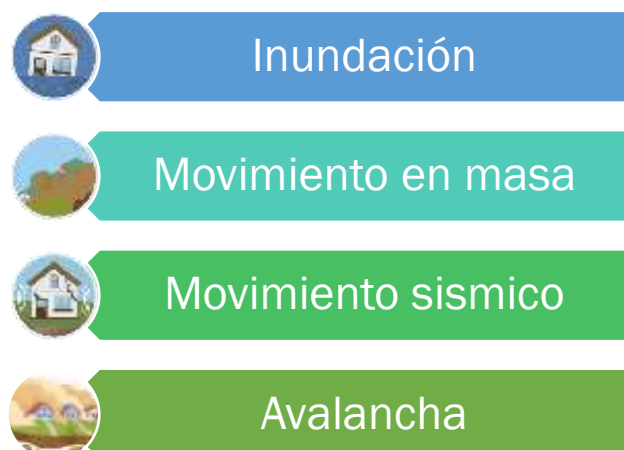 Inundación
Movimiento en masa
Movimiento sismico
Avalancha